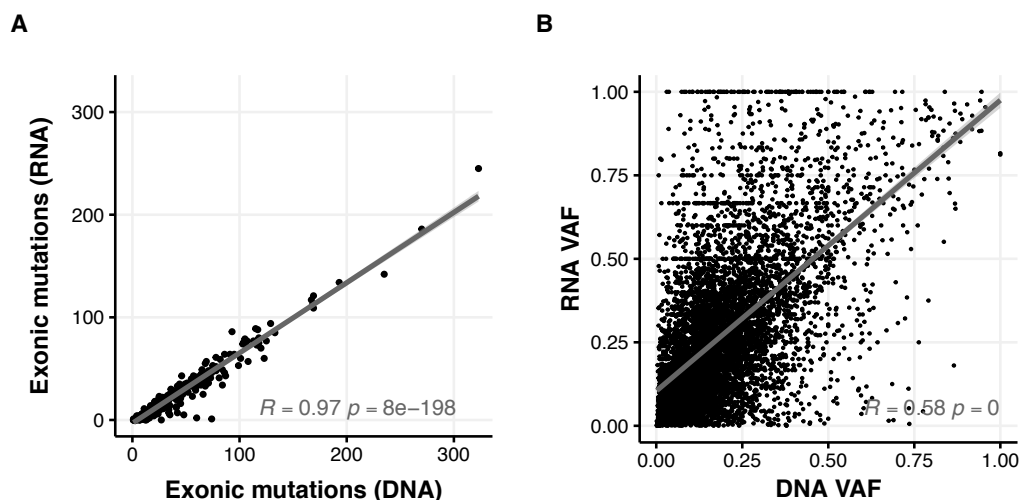 A
B
Exonic mutations (RNA)
300
200
100
0
R = 0.97 p = 8e−198
0
100
200
300
Exonic mutations (DNA)
RNA VAF
1.00
0.75
0.50
0.25
0.00
R = 0.58 p = 0
0.00
0.25
0.50
0.75
1.00
DNA VAF